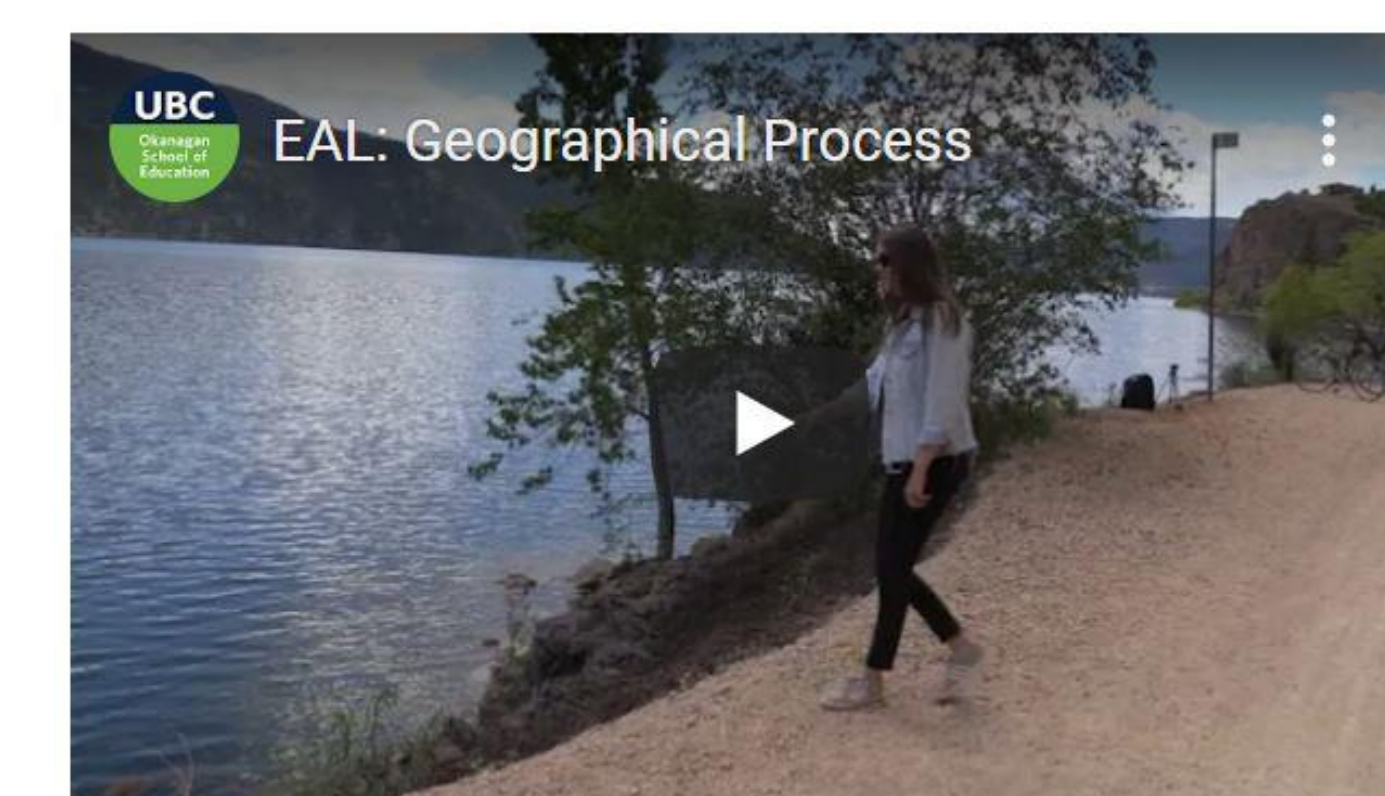 UBC
Okanagan
School of
Education
EAL: Geographical Process